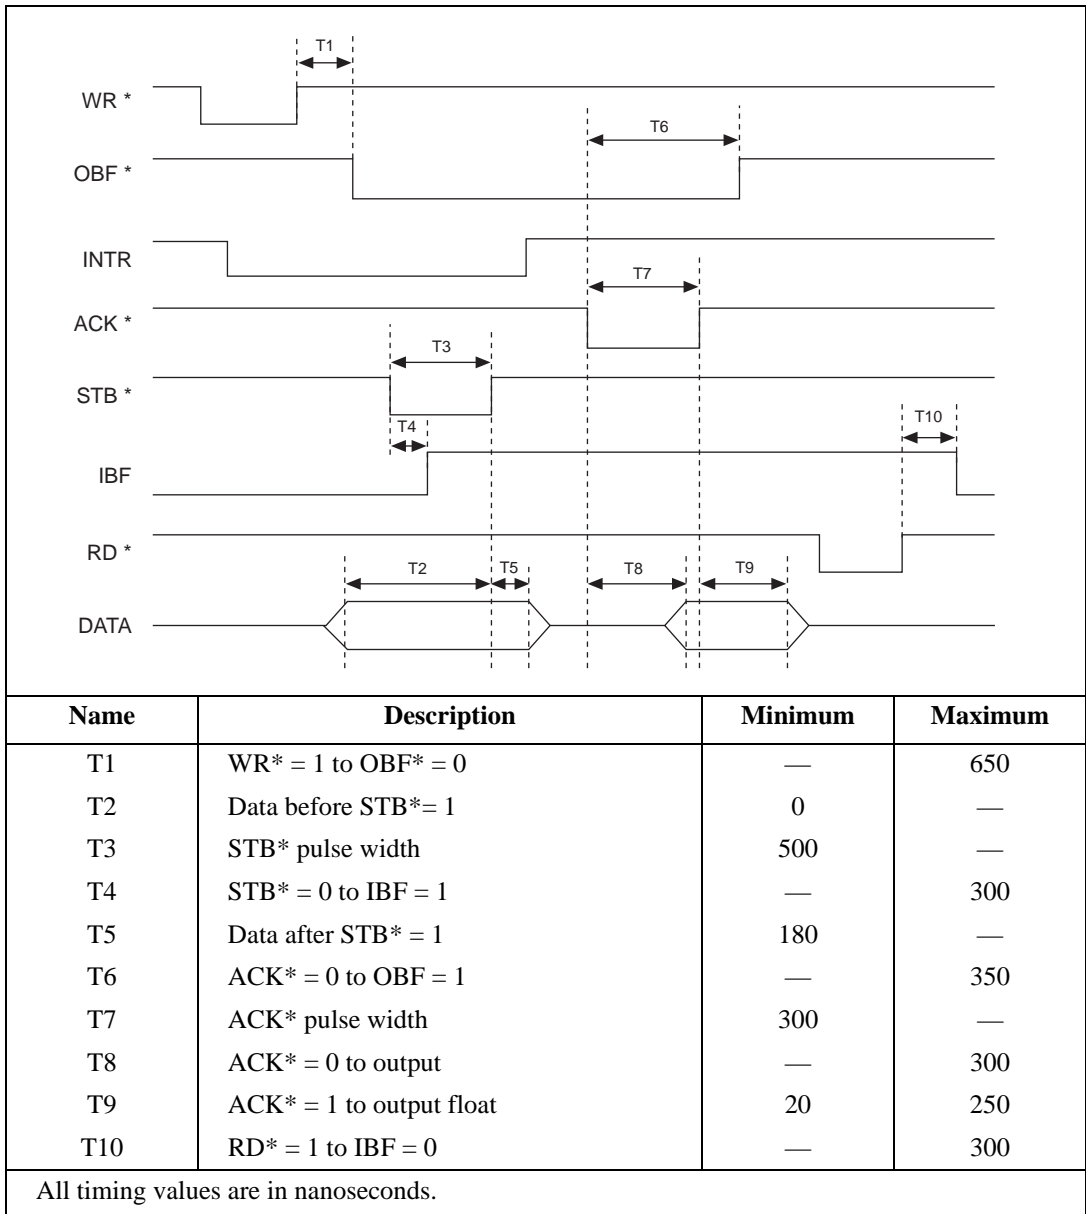 T1
WR *
T6
OBF *
INTR
T7
ACK *
T3
STB *
T4
T10
IBF
RD *
T2 T5 T8 T9
DATA
Name Description Minimum Maximum
T1 WR* = 1 to OBF* = 0 — 650
T2 Data before STB*= 1 0 —
T3 STB* pulse width 500 —
T4 STB* = 0 to IBF = 1 — 300
T5 Data after STB* = 1 180 —
T6 ACK* = 0 to OBF = 1 — 350
T7 ACK* pulse width 300 —
T8 ACK* = 0 to output — 300
T9 ACK* = 1 to output float 20 250
T10 RD* = 1 to IBF = 0 — 300
All timing values are in nanoseconds.